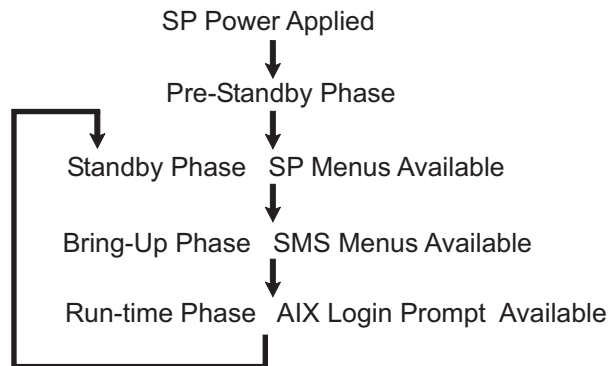 SP Power Applied
Pre-Standby Phase
Standby Phase SP Menus Available
Bring-Up Phase SMS Menus Available
Run-time Phase AIX Login Prompt Available